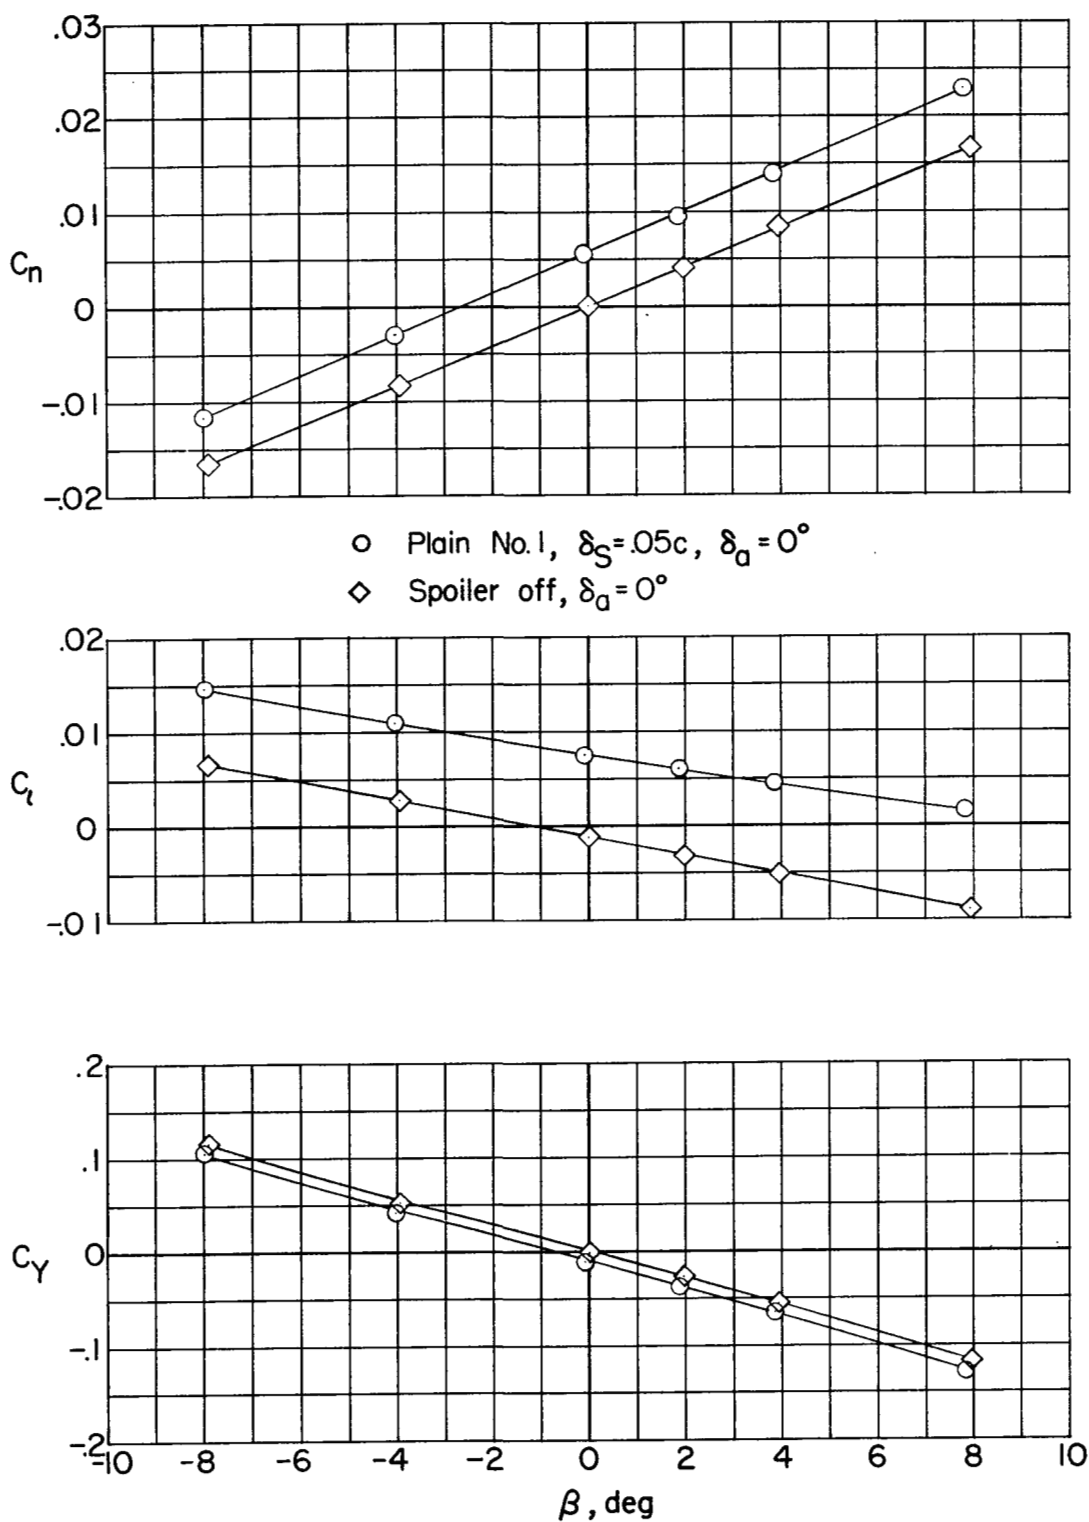 .03
.02
.01
Cn
0
-.01
-.02
○ Plain No. 1, δS=.05c, δa=0°
◇ Spoiler off, δa=0°
.02
.01
Cl
0
-.01
.2
.1
CY
0
-.1
-.2
-10 -8 -6 -4 -2 0 2 4 6 8 10
β, deg